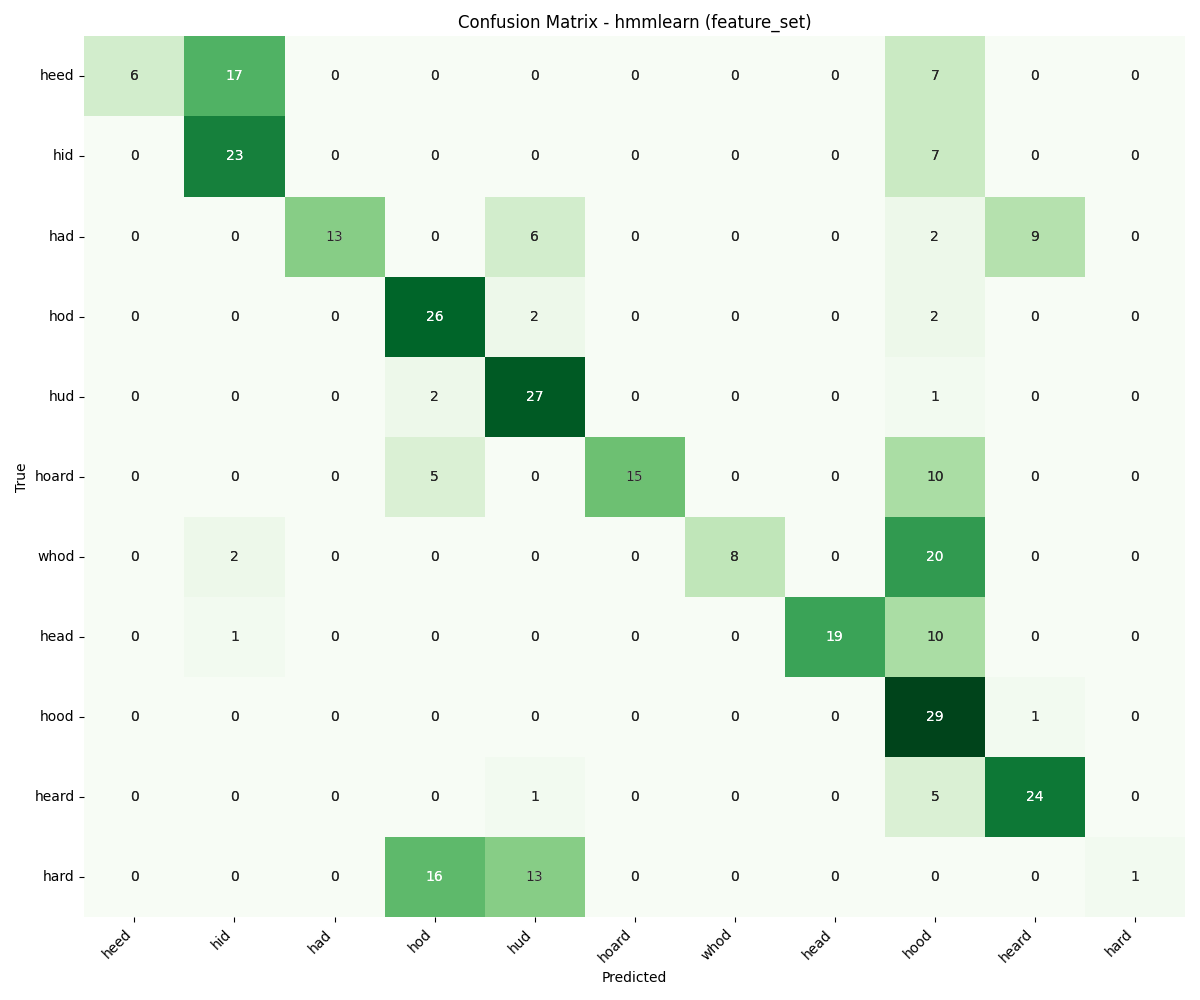 Confusion Matrix - hmmlearn (feature_set)
True
heed 6 17 0 0 0 0 0 0 7 0 0
hid 0 23 0 0 0 0 0 0 7 0 0
had 0 0 13 0 6 0 0 0 2 9 0
hod 0 0 0 26 2 0 0 0 2 0 0
hud 0 0 0 2 27 0 0 0 1 0 0
hoard 0 0 0 5 0 15 0 0 10 0 0
whod 0 2 0 0 0 0 8 0 20 0 0
head 0 1 0 0 0 0 0 19 10 0 0
hood 0 0 0 0 0 0 0 0 29 1 0
heard 0 0 0 0 1 0 0 0 5 24 0
hard 0 0 0 16 13 0 0 0 0 0 1
heed hid had hod hud hoard whod head hood heard hard
Predicted